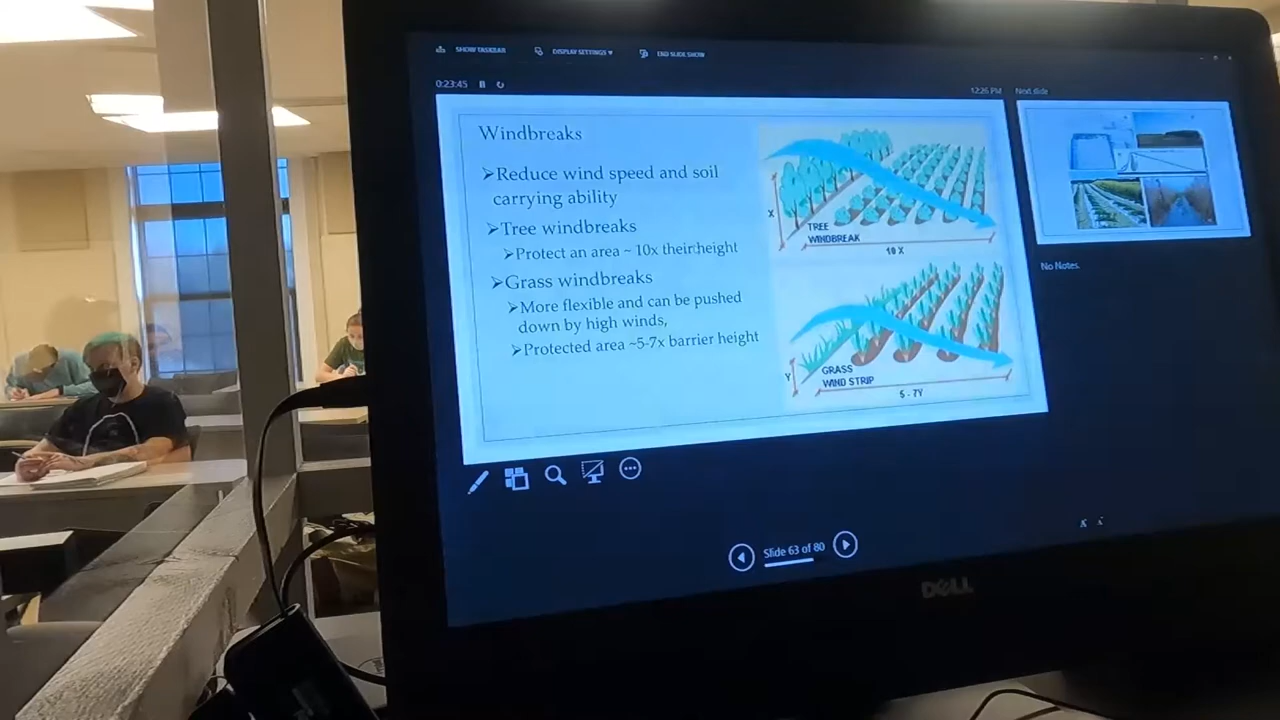 SHOW TASKBAR DISPLAY SETTINGS ▾ END SLIDE SHOW
0:23:45 12:26 PM Next slide
Windbreaks
➢Reduce wind speed and soil
carrying ability
➢Tree windbreaks
➢Protect an area ~ 10x their height
➢Grass windbreaks
➢More flexible and can be pushed
down by high winds,
➢Protected area ~5-7x barrier height
X
TREE
WINDBREAK
10 X
Y
GRASS
WIND STRIP
5 - 7Y
No Notes.
Slide 63 of 80
DELL